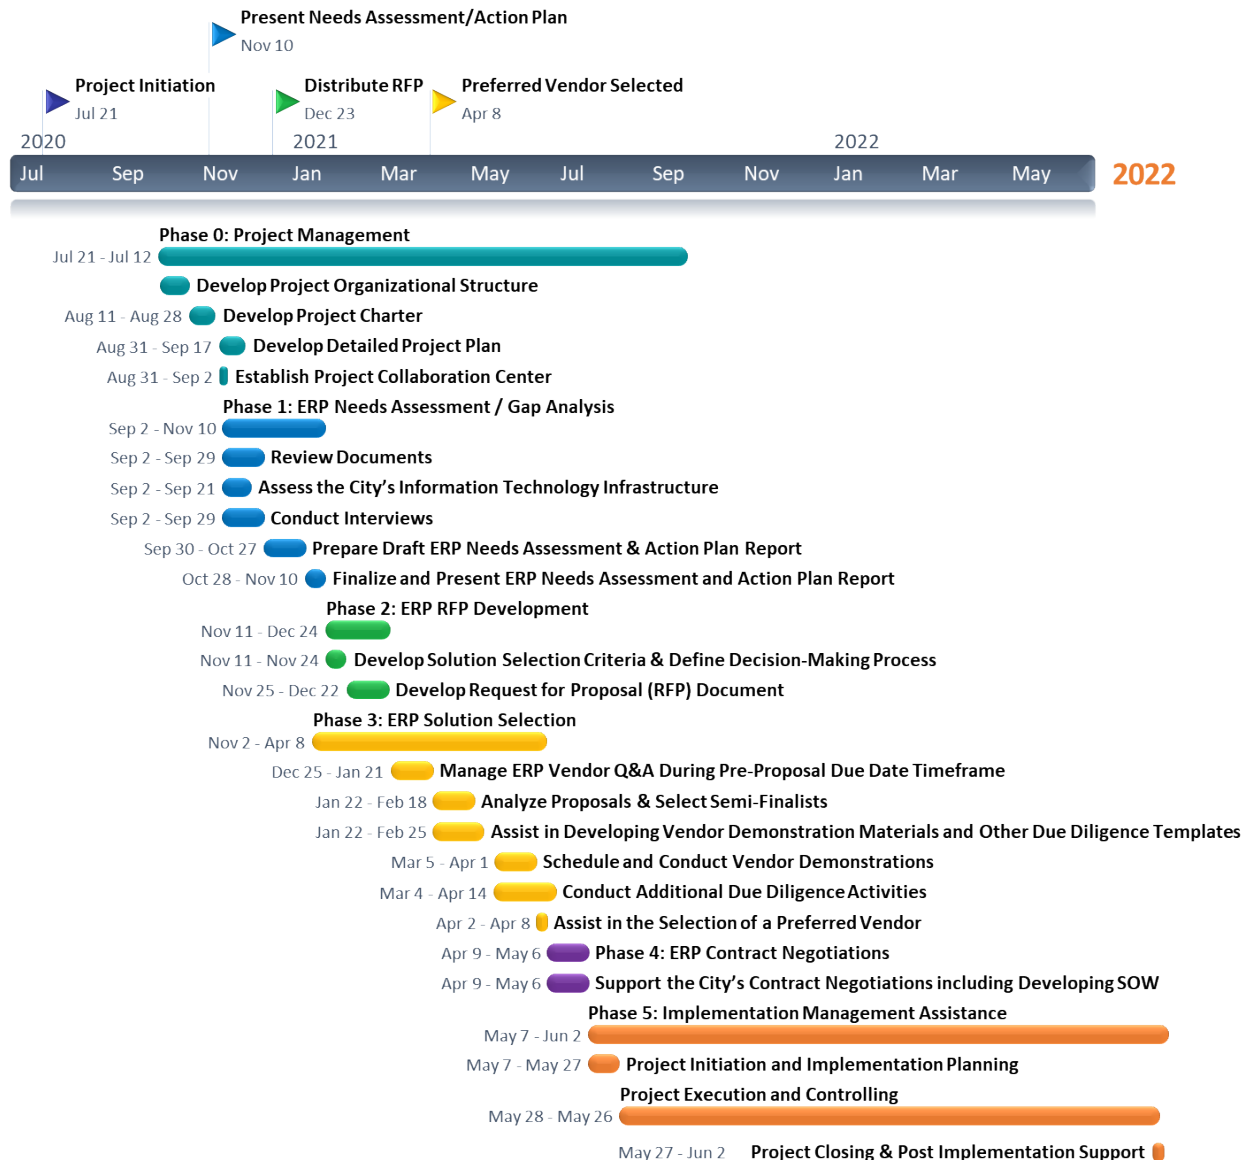 Present Needs Assessment/Action Plan
Nov 10
Project Initiation
Jul 21
Distribute RFP
Dec 23
Preferred Vendor Selected
Apr 8
2020 2021 2022
Jul Sep Nov Jan Mar May Jul Sep Nov Jan Mar May 2022
Phase 0: Project Management
Jul 21 - Jul 12
Develop Project Organizational Structure
Aug 11 - Aug 28 Develop Project Charter
Aug 31 - Sep 17 Develop Detailed Project Plan
Aug 31 - Sep 2 Establish Project Collaboration Center
Phase 1: ERP Needs Assessment / Gap Analysis
Sep 2 - Nov 10
Sep 2 - Sep 29 Review Documents
Sep 2 - Sep 21 Assess the City’s Information Technology Infrastructure
Sep 2 - Sep 29 Conduct Interviews
Sep 30 - Oct 27 Prepare Draft ERP Needs Assessment & Action Plan Report
Oct 28 - Nov 10 Finalize and Present ERP Needs Assessment and Action Plan Report
Phase 2: ERP RFP Development
Nov 11 - Dec 24
Nov 11 - Nov 24 Develop Solution Selection Criteria & Define Decision-Making Process
Nov 25 - Dec 22 Develop Request for Proposal (RFP) Document
Phase 3: ERP Solution Selection
Nov 2 - Apr 8
Dec 25 - Jan 21 Manage ERP Vendor Q&A During Pre-Proposal Due Date Timeframe
Jan 22 - Feb 18 Analyze Proposals & Select Semi-Finalists
Jan 22 - Feb 25 Assist in Developing Vendor Demonstration Materials and Other Due Diligence Templates
Mar 5 - Apr 1 Schedule and Conduct Vendor Demonstrations
Mar 4 - Apr 14 Conduct Additional Due Diligence Activities
Apr 2 - Apr 8 Assist in the Selection of a Preferred Vendor
Apr 9 - May 6 Phase 4: ERP Contract Negotiations
Apr 9 - May 6 Support the City’s Contract Negotiations including Developing SOW
Phase 5: Implementation Management Assistance
May 7 - Jun 2
May 7 - May 27 Project Initiation and Implementation Planning
Project Execution and Controlling
May 28 - May 26
May 27 - Jun 2 Project Closing & Post Implementation Support